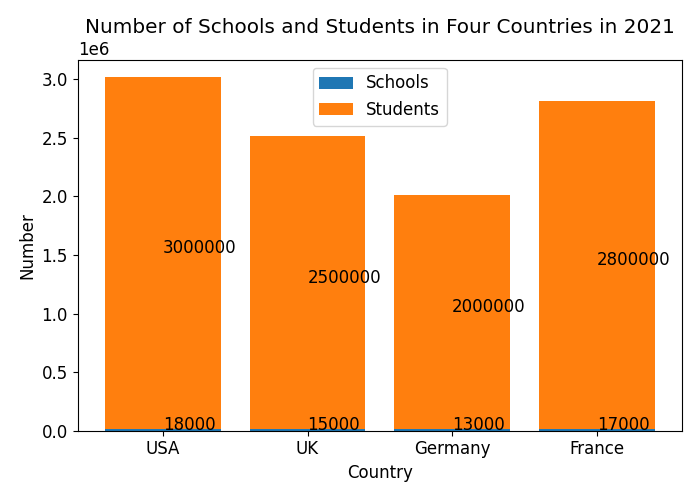 Number of Schools and Students in Four Countries in 2021
1e6
3.0
2.5
2.0
1.5
1.0
0.5
0.0
Number
Schools
Students
3000000
2500000
2000000
2800000
18000
15000
13000
17000
USA
UK
Germany
France
Country